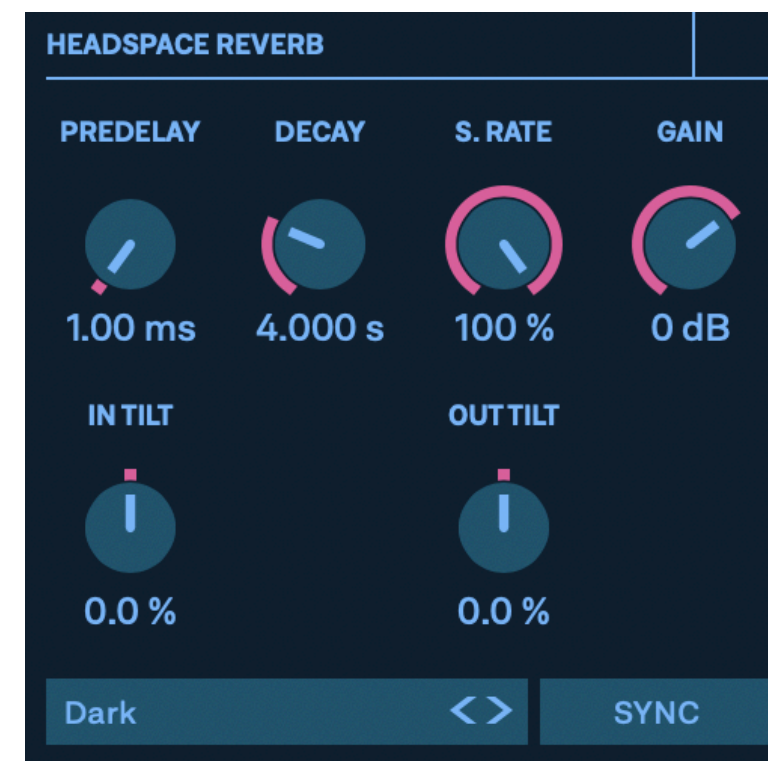 HEADSPACE REVERB
PREDELAY DECAY S. RATE GAIN
1.00 ms 4.000 s 100 % 0 dB
IN TILT OUT TILT
0.0 % 0.0 %
Dark SYNC